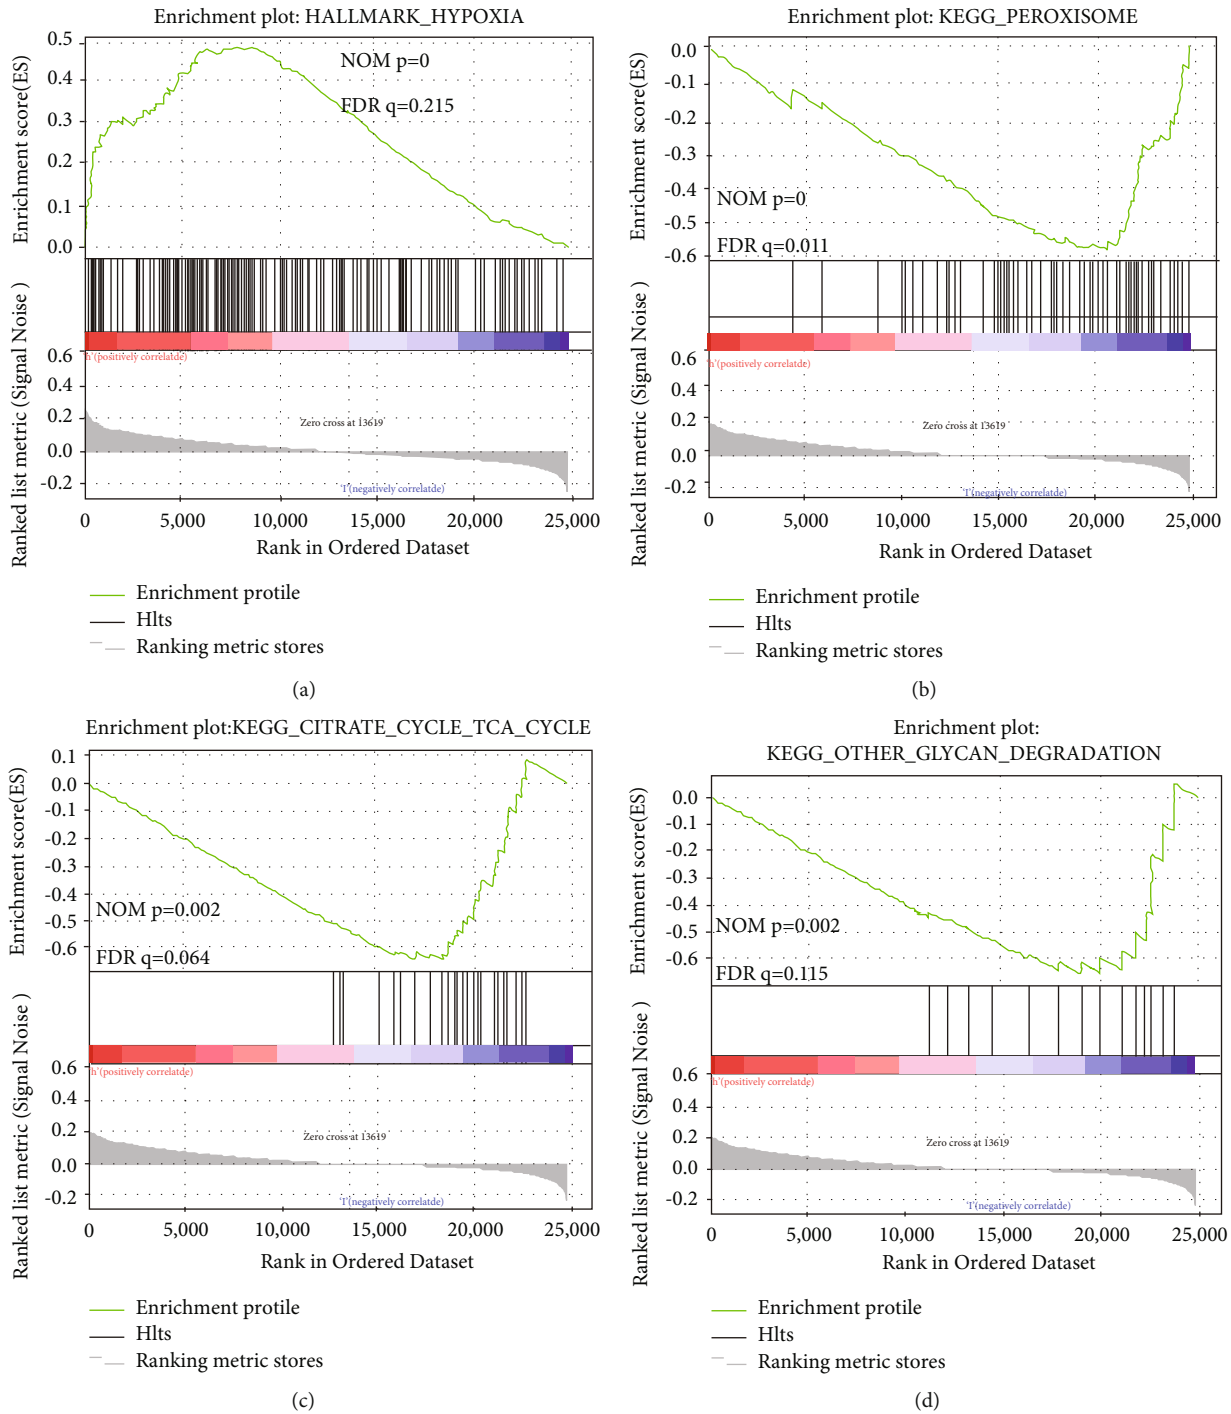 Enrichment plot: HALLMARK_HYPOXIA
Enrichment score(ES)
0.5
0.4
0.3
0.2
0.1
0.0
NOM p=0
FDR q=0.215
Ranked list metric (Signal Noise )
0.6
0.4
0.2
0.0
-0.2
h'(positively correlatde)
Zero cross at 13619
'I'(negatively correlatde)
0 5,000 10,000 15,000 20,000 25,000
Rank in Ordered Dataset
Enrichment protile
Hlts
Ranking metric stores
(a)
Enrichment plot: KEGG_PEROXISOME
Enrichment score(ES)
0.0
-0.1
-0.2
-0.3
-0.4
-0.5
-0.6
NOM p=0
FDR q=0.011
Ranked list metric (Signal Noise )
0.6
0.4
0.2
0.0
-0.2
h'(positively correlatde)
Zero cross at 13619
'I'(negatively correlatde)
0 5,000 10,000 15,000 20,000 25,000
Rank in Ordered Dataset
Enrichment profile
Hlts
Ranking metric stores
(b)
Enrichment plot:KEGG_CITRATE_CYCLE_TCA_CYCLE
Enrichment score(ES)
0.1
0.0
-0.1
-0.2
-0.3
-0.4
-0.5
-0.6
NOM p=0.002
FDR q=0.064
Ranked list metric (Signal Noise )
0.6
0.4
0.2
0.0
-0.2
h'(positively correlatde)
Zero cross at 13619
'I'(negatively correlatde)
0 5,000 10,000 15,000 20,000 25,000
Rank in Ordered Dataset
Enrichment protile
Hlts
Ranking metric stores
(c)
Enrichment plot:
KEGG_OTHER_GLYCAN_DEGRADATION
Enrichment score(ES)
0.0
-0.1
-0.2
-0.3
-0.4
-0.5
-0.6
NOM p=0.002
FDR q=0.115
Ranked list metric (Signal Noise )
0.6
0.4
0.2
0.0
-0.2
h'(positively correlatde)
Zero cross at 13619
'I'(negatively correlatde)
0 5,000 10,000 15,000 20,000 25,000
Rank in Ordered Dataset
Enrichment profile
Hlts
Ranking metric stores
(d)